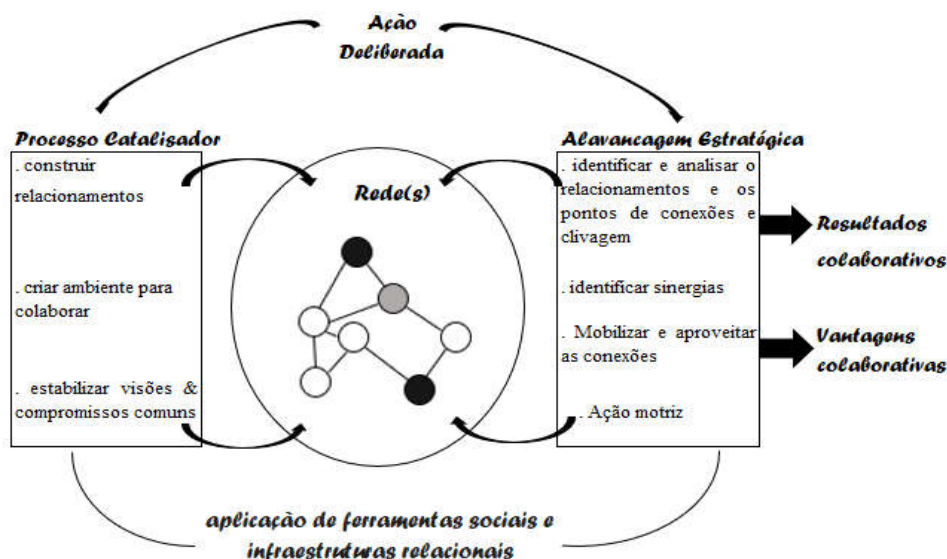 Ação
Deliberada
Processo Catalisador
. construir
relacionamentos
. criar ambiente para
colaborar
. estabilizar visões &
compromissos comuns
Rede(s)
Alavancagem Estratégica
. identificar e analisar o
relacionamentos e os
pontos de conexões e
clivagem
. identificar sinergias
. Mobilizar e aproveitar
as conexões
. Ação motriz
Resultados
colaborativos
Vantagens
colaborativas
aplicação de ferramentas sociais e
infraestruturas relacionais